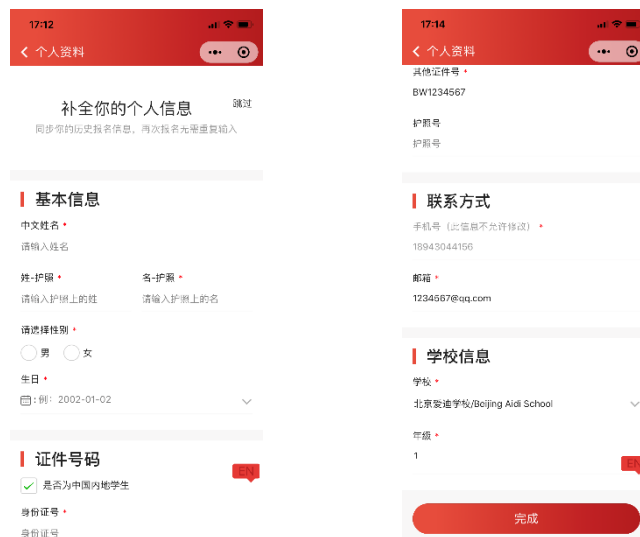 17:12
个人资料
补全你的个人信息
跳过
同步你的历史报名信息，再次报名无需重复输入
基本信息
中文姓名 *
请输入姓名
姓-护照 * 名-护照 *
请输入护照上的姓 请输入护照上的名
请选择性别 *
男 女
生日 *
:例：2002-01-02
证件号码
EN
是否为中国内地学生
身份证号 *
身份证号
17:14
个人资料
其他证件号 *
BW1234567
护照号
护照号
联系方式
手机号（此信息不允许修改） *
18943044156
邮箱 *
1234567@qq.com
学校信息
学校 *
北京爱迪学校/Beijing Aidi School
年级 *
1
EN
完成